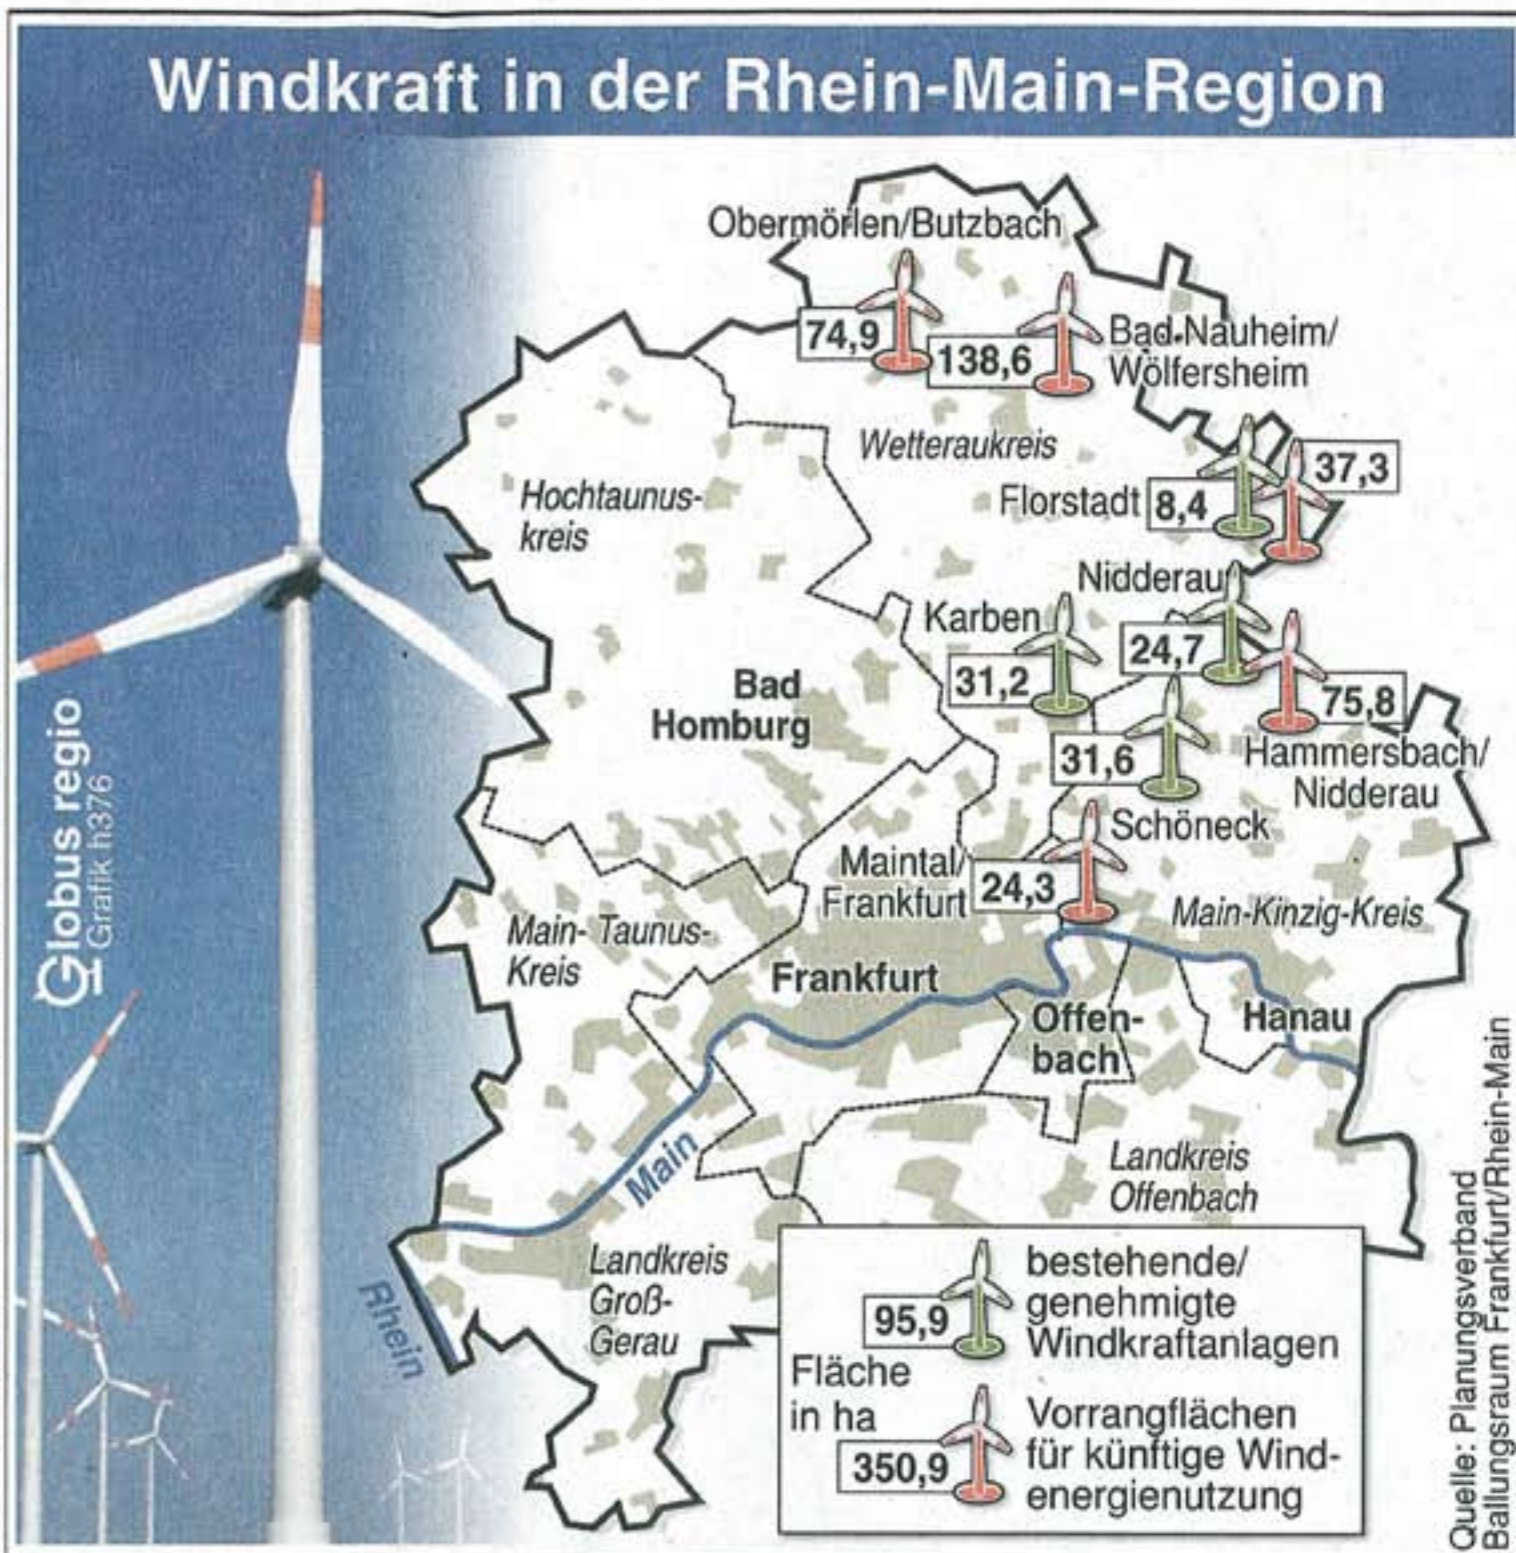 Windkraft in der Rhein-Main-Region
Obermörlen/Butzbach
74,9
138,6
Bad Nauheim/
Wölfersheim
Wetteraukreis
37,3
Florstadt
8,4
Hochtaunus-
kreis
Nidderau
Karben
24,7
31,2
75,8
Bad
Homburg
31,6
Hammersbach/
Nidderau
Schöneck
Maintal/
Frankfurt
24,3
Main-Kinzig-Kreis
Main-Taunus-
Kreis
Frankfurt
Offen-
bach
Hanau
Main
Landkreis
Offenbach
Landkreis
Groß-
Gerau
Rhein
Fläche
in ha
95,9
bestehende/
genehmigte
Windkraftanlagen
350,9
Vorrangflächen
für künftige Wind-
energienutzung
Globus regio
Grafik h376
Quelle: Planungsverband
Ballungsraum Frankfurt/Rhein-Main